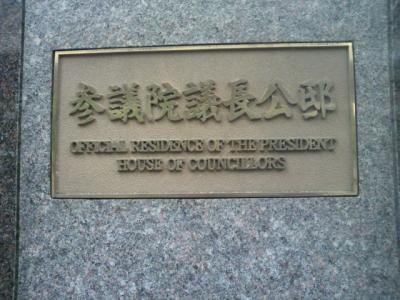 参議院議長公邸
OFFICIAL RESIDENCE OF THE PRESIDENT
HOUSE OF COUNCILLORS